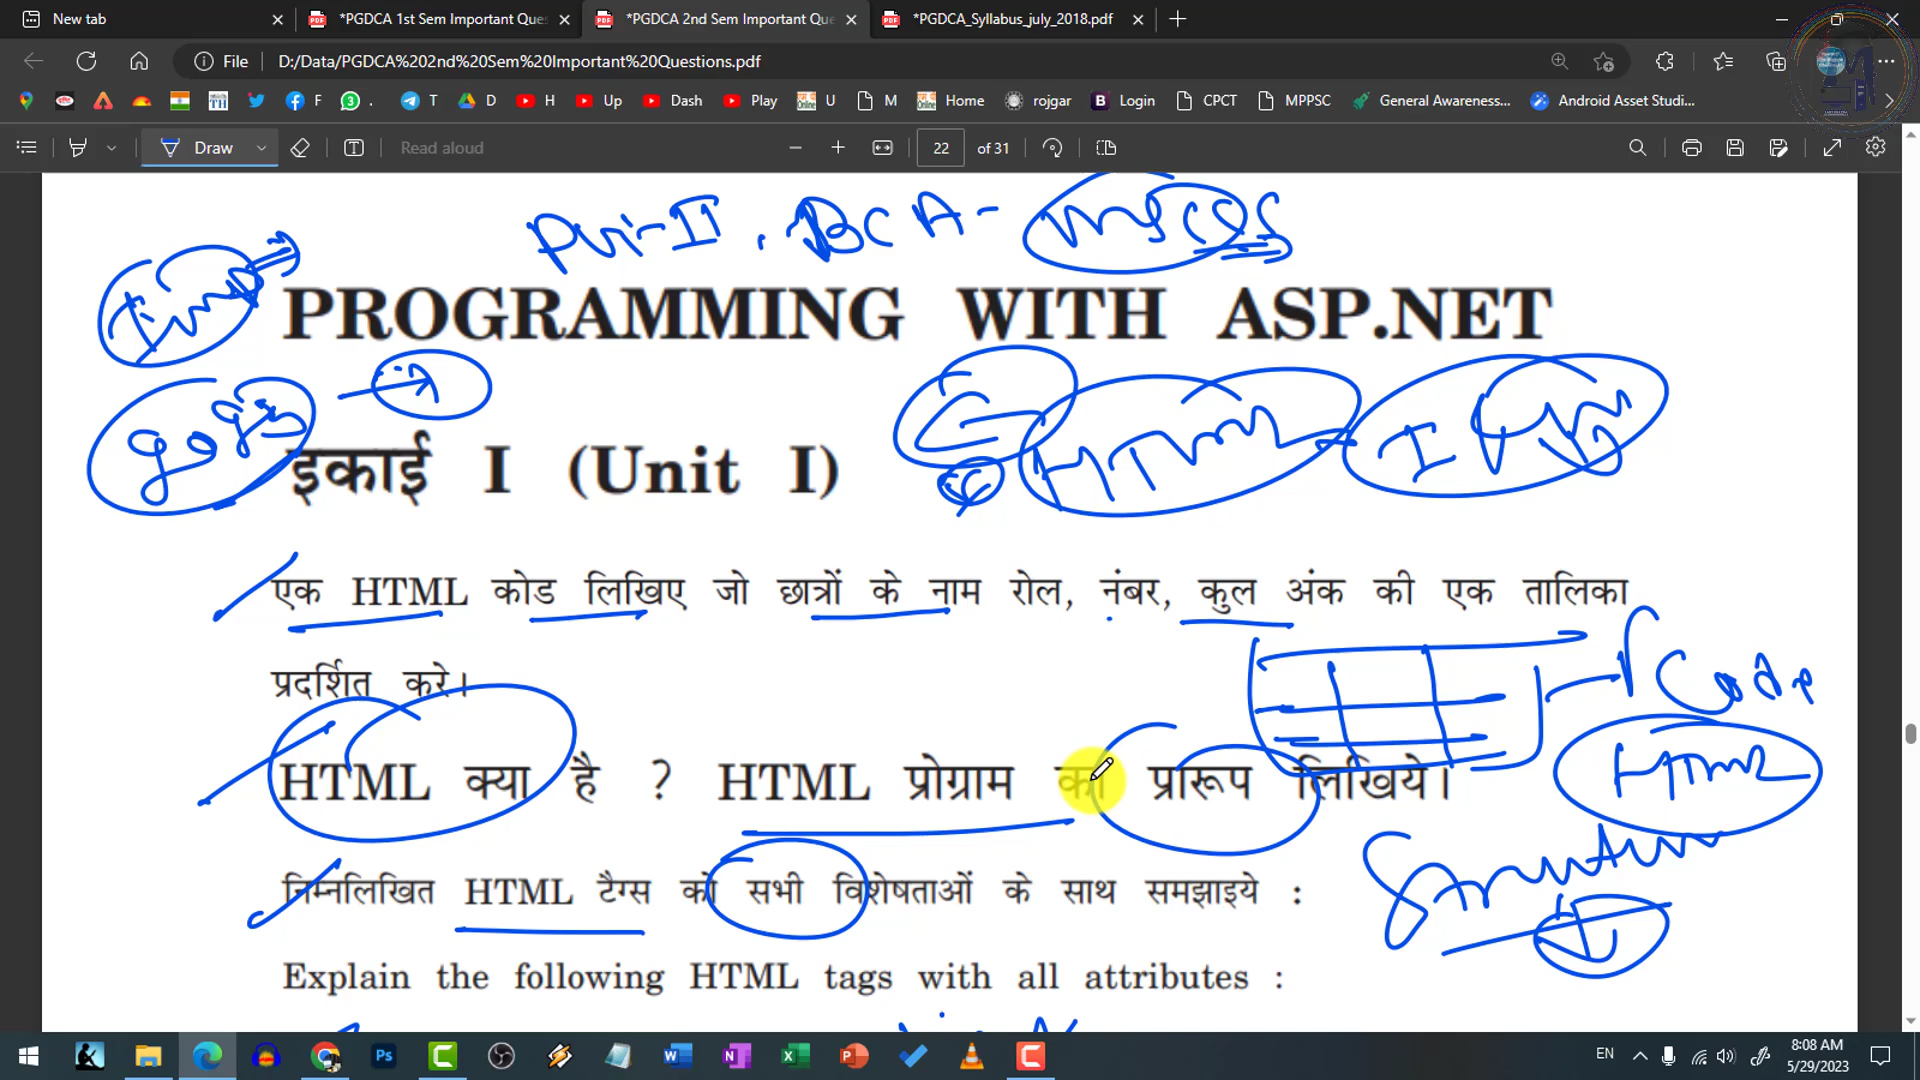 New tab
*PGDCA 1st Sem Important Que
*PGDCA 2nd Sem Important Qu
*PGDCA_Syllabus_july_2018.pdf
File D:/Data/PGDCA%202nd%20Sem%20Important%20Questions.pdf
F . T D H Up Dash Play U M Home rojgar Login CPCT MPPSC General Awareness... Android Asset Studi...
Draw Read aloud 22 of 31
BCA-
PROGRAMMING WITH ASP.NET
इकाई I (Unit I)
HTML
एक HTML कोड लिखिए जो छात्रों के नाम रोल, नंबर, कुल अंक की एक तालिका
प्रदर्शित करे।
Code
HTML क्या है ? HTML प्रोग्राम का प्रारूप लिखिये।
HTML
निम्नलिखित HTML टैग्स को सभी विशेषताओं के साथ समझाइये :
Explain the following HTML tags with all attributes :
EN
8:08 AM
5/29/2023